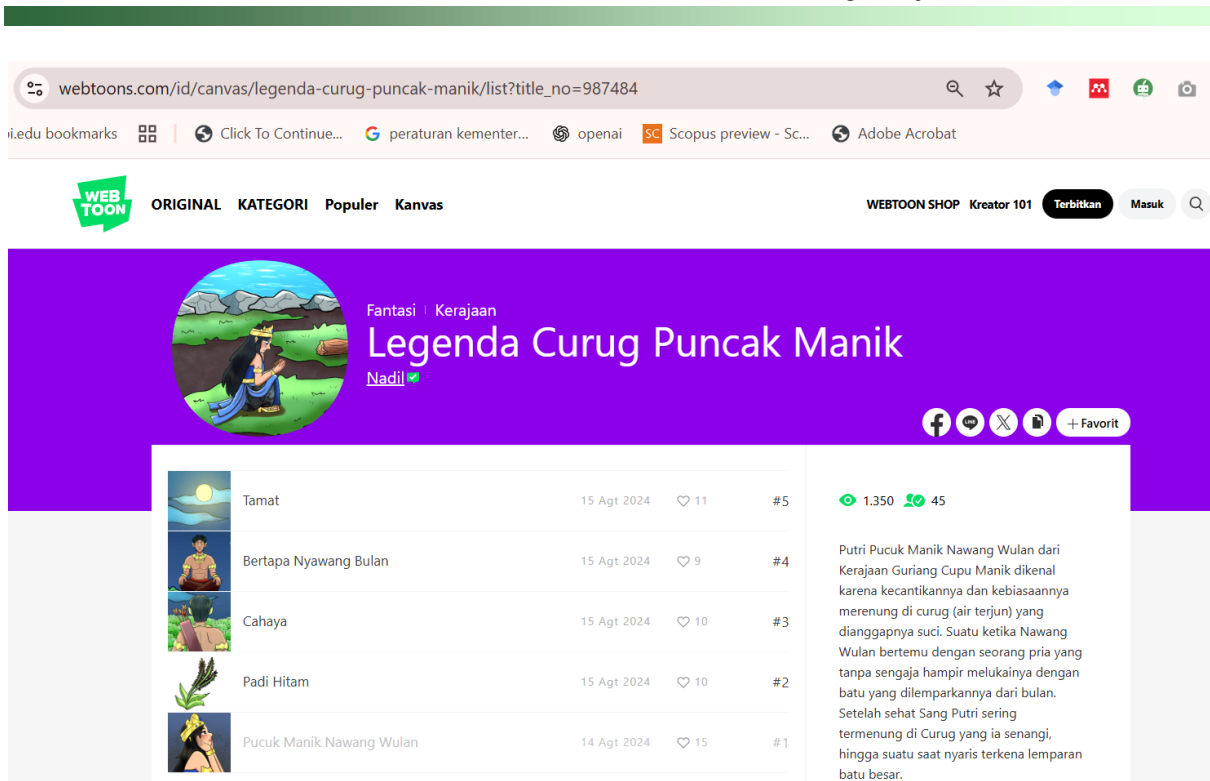 webtoons.com/id/canvas/legenda-curug-puncak-manik/list?title_no=987484
i.edu bookmarks Click To Continue... peraturan kementer... openai SC Scopus preview - Sc... Adobe Acrobat
WEB
TOON
ORIGINAL KATEGORI Populer Kanvas
WEBTOON SHOP Kreator 101 Terbitkan Masuk
Fantasi Kerajaan
Legenda Curug Puncak Manik
Nadil
LINE
+ Favorit
Tamat 15 Agt 2024 11 #5
Bertapa Nyawang Bulan 15 Agt 2024 9 #4
Cahaya 15 Agt 2024 10 #3
Padi Hitam 15 Agt 2024 10 #2
Pucuk Manik Nawang Wulan 14 Agt 2024 15 #1
1.350 45
Putri Pucuk Manik Nawang Wulan dari
Kerajaan Guriang Cupu Manik dikenal
karena kecantikannya dan kebiasaannya
merenung di curug (air terjun) yang
dianggapnya suci. Suatu ketika Nawang
Wulan bertemu dengan seorang pria yang
tanpa sengaja hampir melukainya dengan
batu yang dilemparkannya dari bulan.
Setelah sehat Sang Putri sering
termenung di Curug yang ia senangi,
hingga suatu saat nyaris terkena lemparan
batu besar.